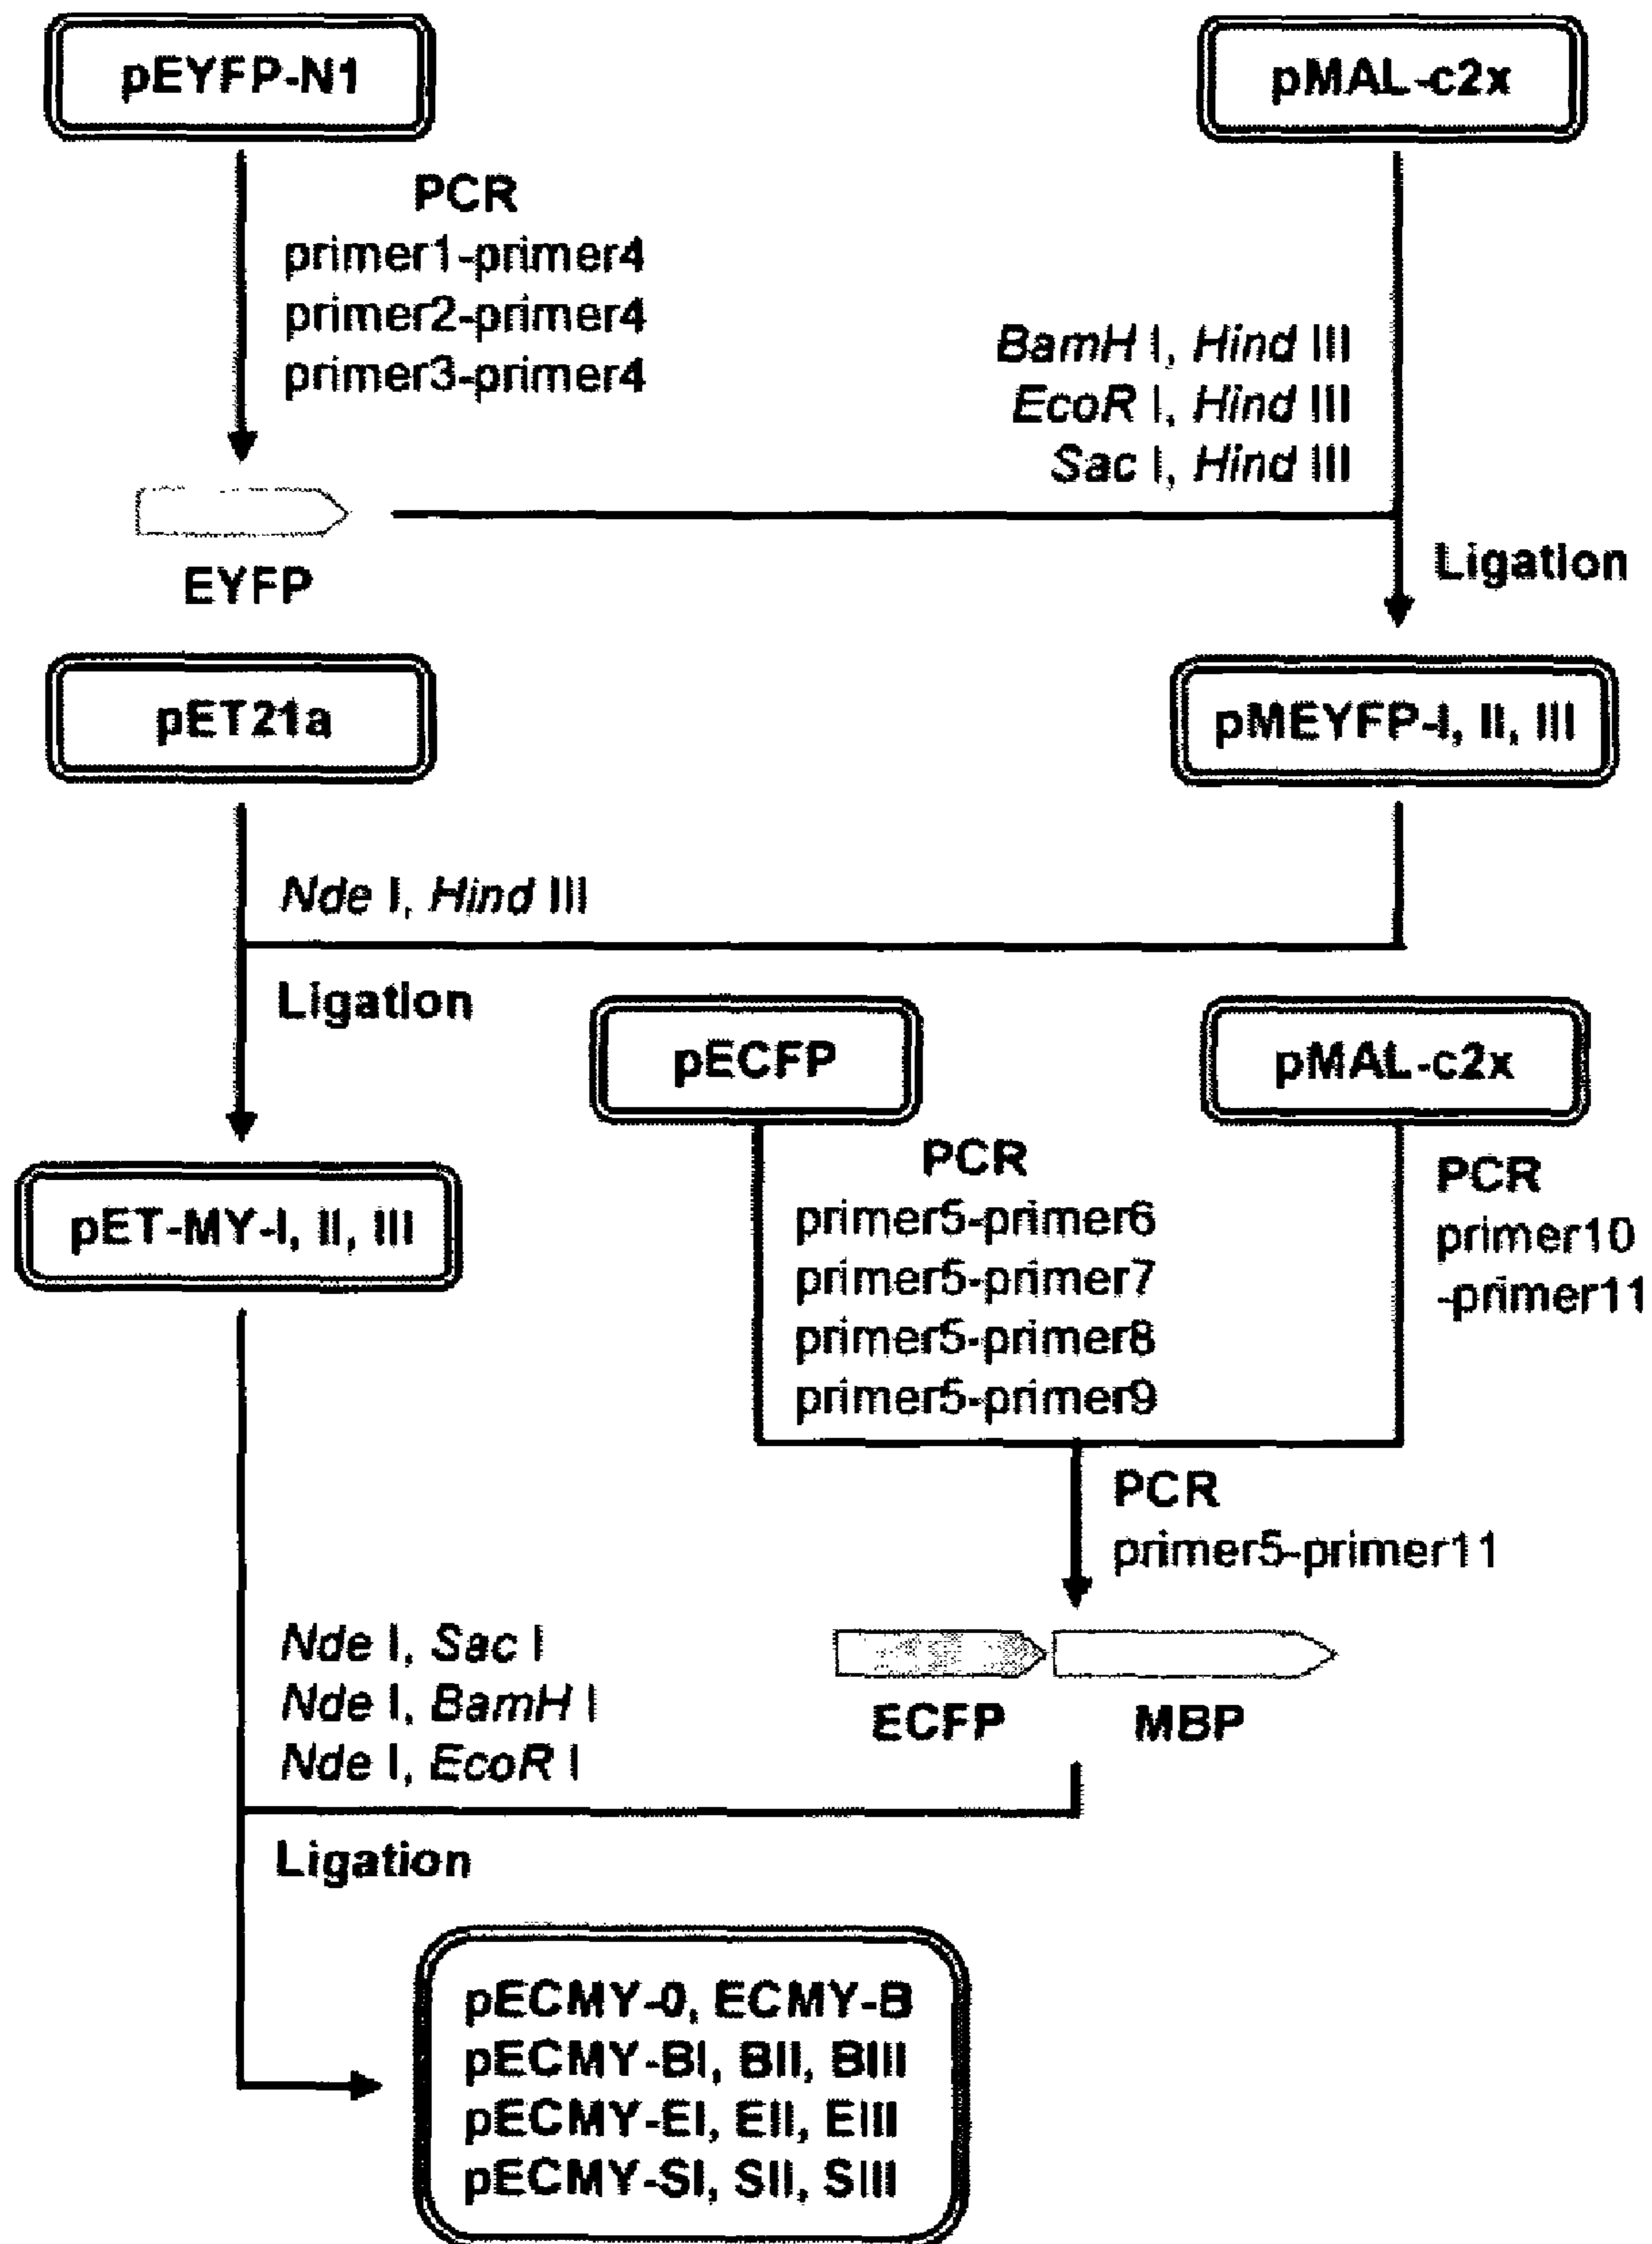 pEYFP-N1
pMAL-c2x
PCR
primer1-primer4
primer2-primer4
primer3-primer4
BamH I, Hind III
EcoR I, Hind III
Sac I, Hind III
EYFP
Ligation
pET21a
pMEYFP-I, II, III
Nde I, Hind III
Ligation
pECFP
pMAL-c2x
pET-MY-I, II, III
PCR
primer5-primer6
primer5-primer7
primer5-primer8
primer5-primer9
PCR
primer10
-primer11
PCR
primer5-primer11
Nde I, Sac I
Nde I, BamH I
Nde I, EcoR I
ECFP
MBP
Ligation
pECMY-0, ECMY-B
pECMY-BI, BII, BIII
pECMY-EI, EII, EIII
pECMY-SI, SII, SIII